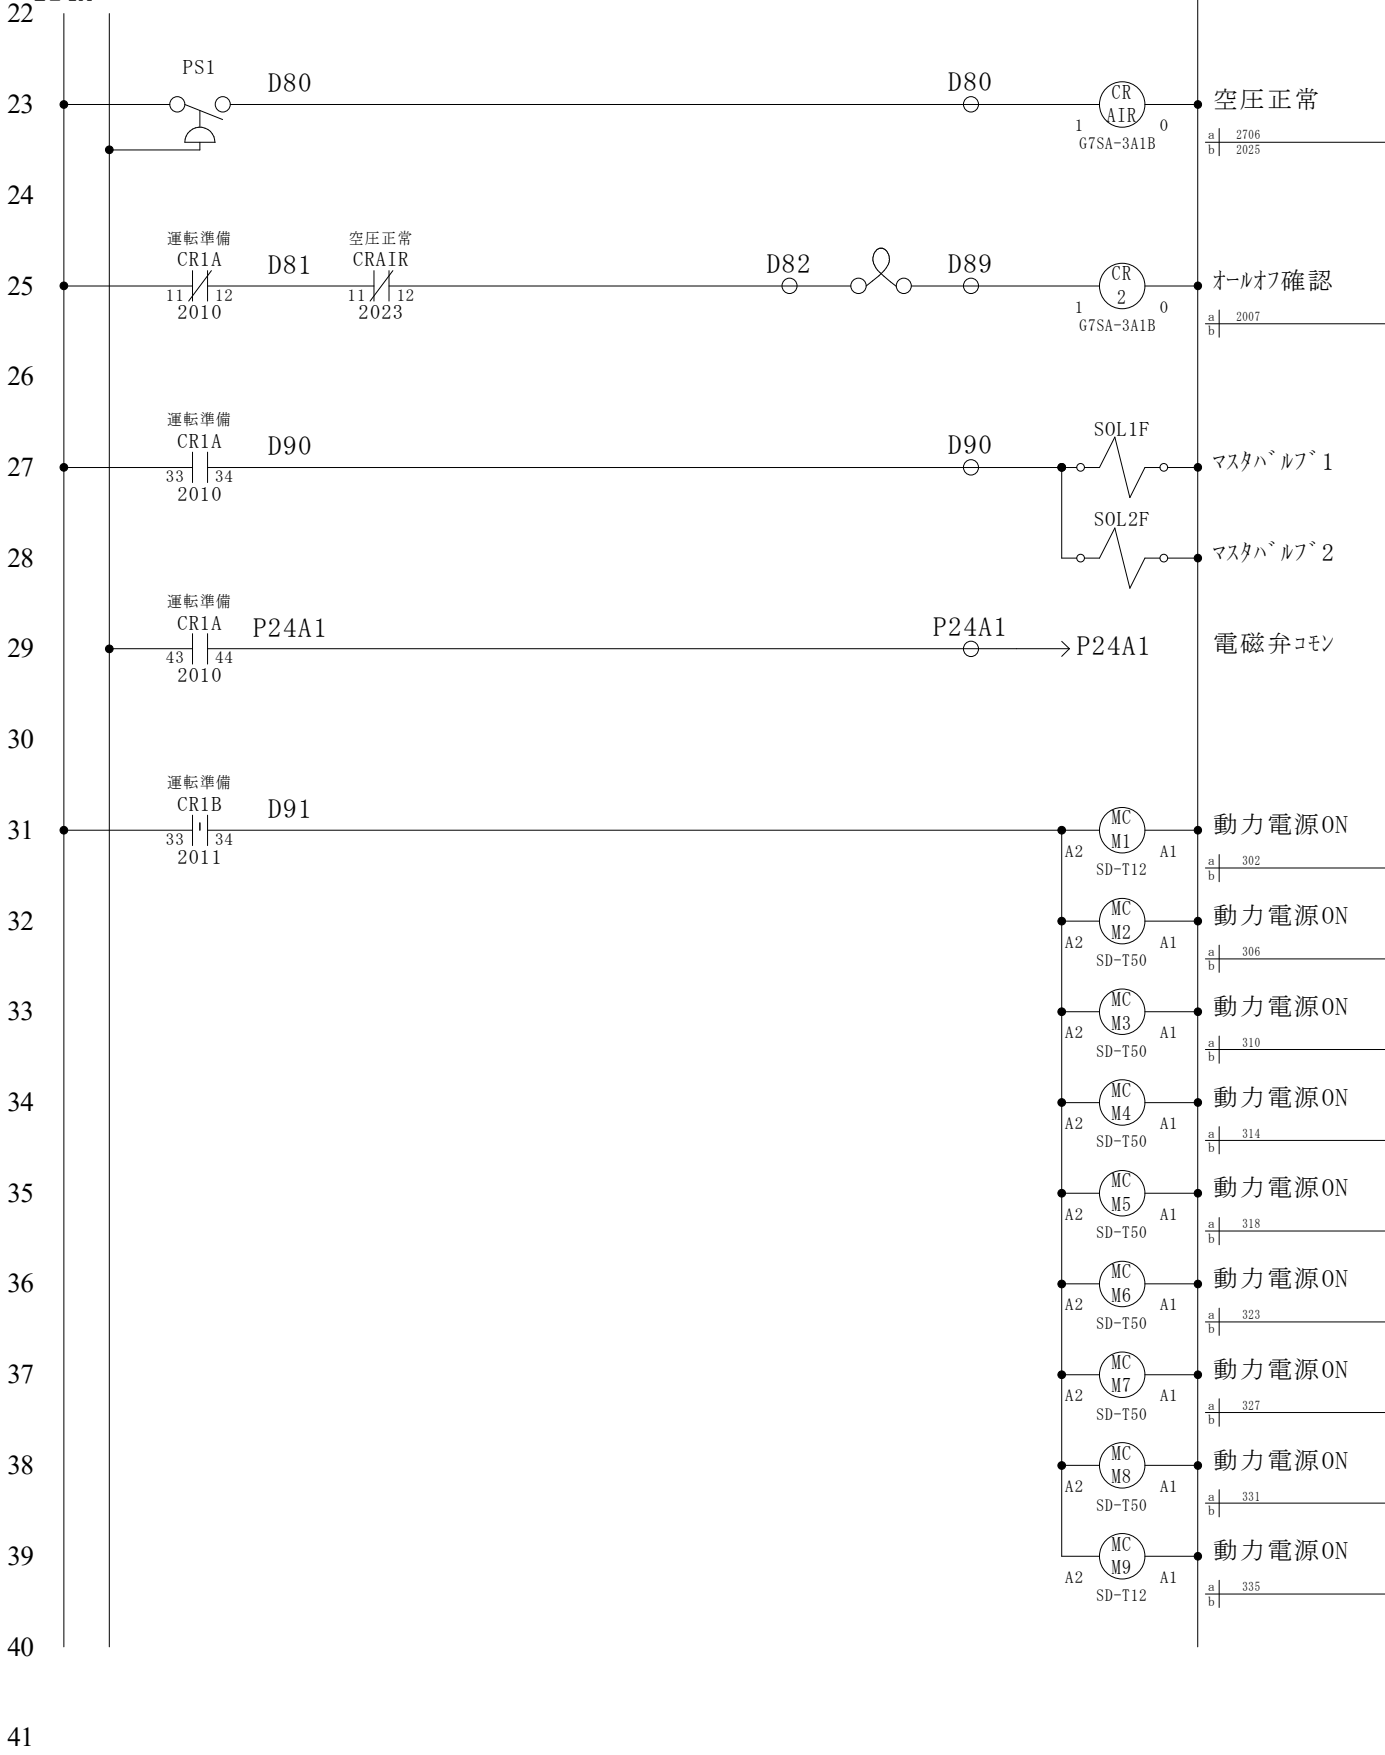 22
PS1
D80
D80
23
CR
AIR
1
0
G7SA-3A1B
空圧正常
a 2706
b 2025
24
運転準備
CR1A
D81
11 12
2010
空圧正常
CRAIR
11 12
2023
D82
D89
25
CR
2
1
0
G7SA-3A1B
オールオフ確認
a 2007
b
26
運転準備
CR1A
D90
33 34
2010
D90
27
SOL1F
マスタバルブ1
SOL2F
28
マスタバルブ2
運転準備
CR1A
P24A1
43 44
2010
29
P24A1
P24A1
電磁弁コモン
30
運転準備
CR1B
D91
33 34
2011
31
MC
M1
A2 A1
SD-T12
動力電源ON
a 302
b
32
MC
M2
A2 A1
SD-T50
動力電源ON
a 306
b
33
MC
M3
A2 A1
SD-T50
動力電源ON
a 310
b
34
MC
M4
A2 A1
SD-T50
動力電源ON
a 314
b
35
MC
M5
A2 A1
SD-T50
動力電源ON
a 318
b
36
MC
M6
A2 A1
SD-T50
動力電源ON
a 323
b
37
MC
M7
A2 A1
SD-T50
動力電源ON
a 327
b
38
MC
M8
A2 A1
SD-T50
動力電源ON
a 331
b
39
MC
M9
A2 A1
SD-T12
動力電源ON
a 335
b
40
41